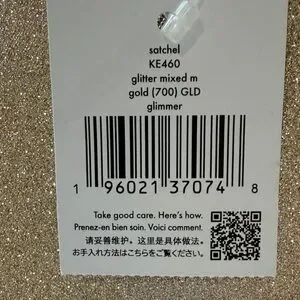 satchel
KE460
glitter mixed m
gold (700) GLD
glimmer
1 96021 37074 8
Take good care. Here's how.
Prenez-en bien soin. Voici comment.
请妥善维护。这里是具体做法。
お手入れ方法はこちらをご覧ください。